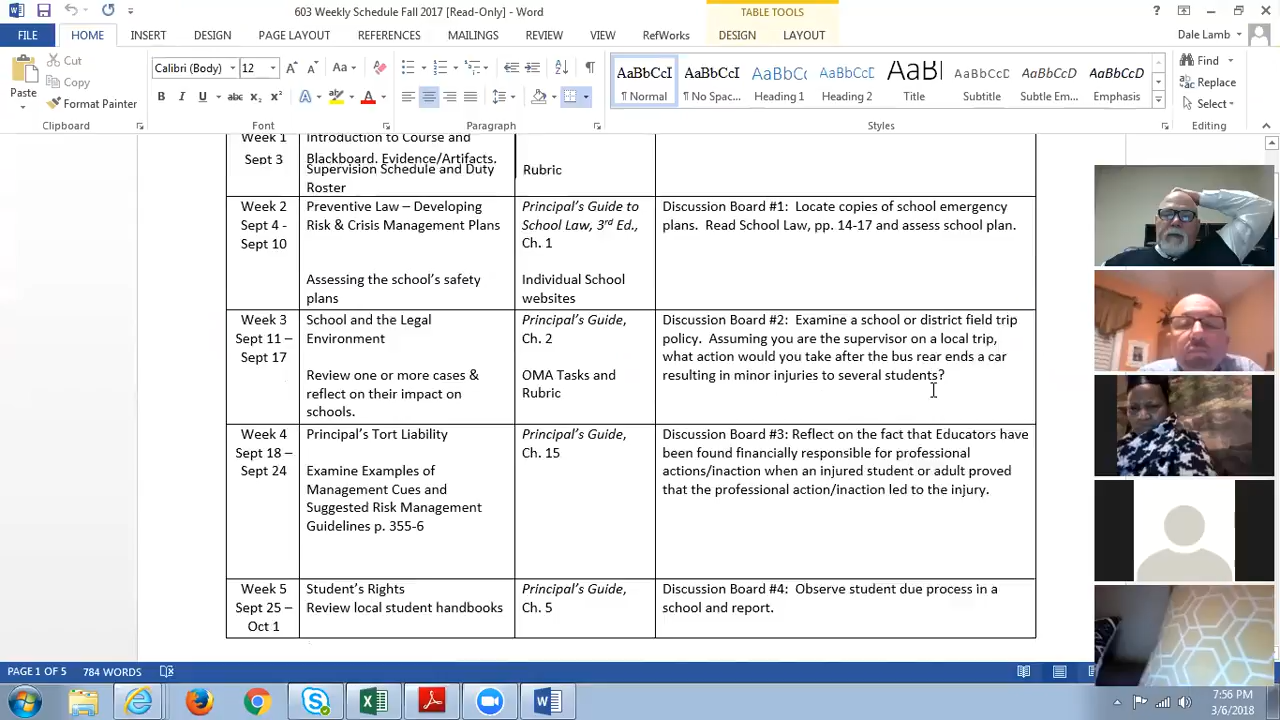 603 Weekly Schedule Fall 2017 [Read-Only] - Word
TABLE TOOLS
FILE HOME INSERT DESIGN PAGE LAYOUT REFERENCES MAILINGS REVIEW VIEW RefWorks DESIGN LAYOUT
Dale Lamb
Paste
Cut
Copy
Format Painter
Clipboard
Calibri (Body) 12
Font
Paragraph
AaBbCcI AaBbCcI AaBbCc AaBbCcI AaB AaBbCcD AaBbCcD AaBbCcD
¶ Normal ¶ No Spac... Heading 1 Heading 2 Title Subtitle Subtle Em... Emphasis
Styles
Find
Replace
Select
Editing
Week 1
Sept 3
Introduction to Course and
Blackboard. Evidence/Artifacts.
Supervision Schedule and Duty
Roster
Rubric
Week 2
Sept 4 -
Sept 10
Preventive Law – Developing
Risk & Crisis Management Plans
Assessing the school's safety
plans
Principal's Guide to
School Law, 3rd Ed.,
Ch. 1
Individual School
websites
Discussion Board #1: Locate copies of school emergency
plans. Read School Law, pp. 14-17 and assess school plan.
Week 3
Sept 11 –
Sept 17
School and the Legal
Environment
Review one or more cases &
reflect on their impact on
schools.
Principal's Guide,
Ch. 2
OMA Tasks and
Rubric
Discussion Board #2: Examine a school or district field trip
policy. Assuming you are the supervisor on a local trip,
what action would you take after the bus rear ends a car
resulting in minor injuries to several students?
Week 4
Sept 18 –
Sept 24
Principal's Tort Liability
Examine Examples of
Management Cues and
Suggested Risk Management
Guidelines p. 355-6
Principal's Guide,
Ch. 15
Discussion Board #3: Reflect on the fact that Educators have
been found financially responsible for professional
actions/inaction when an injured student or adult proved
that the professional action/inaction led to the injury.
Week 5
Sept 25 –
Oct 1
Student's Rights
Review local student handbooks
Principal's Guide,
Ch. 5
Discussion Board #4: Observe student due process in a
school and report.
PAGE 1 OF 5 784 WORDS
7:56 PM
3/6/2018